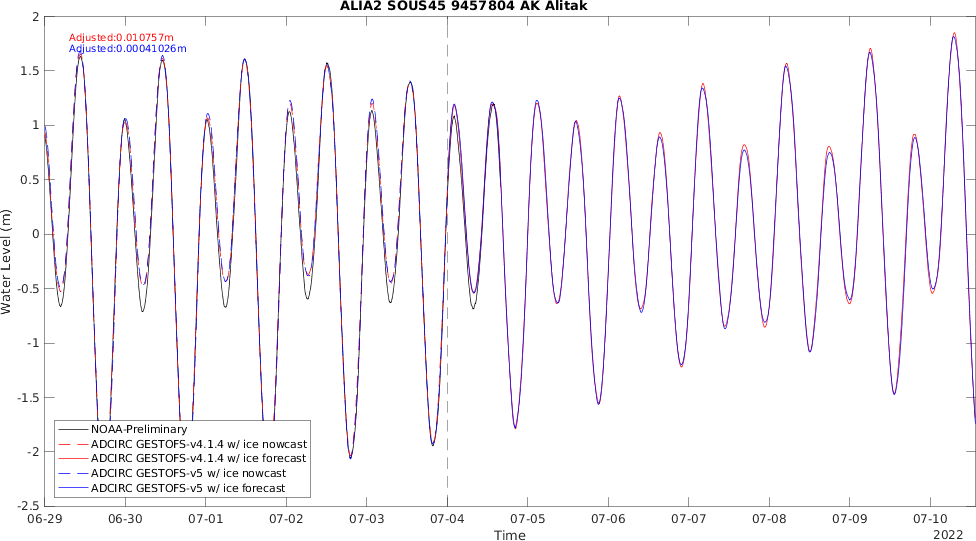 ALIA2 SOUS45 9457804 AK Alitak
2
1.5
1
0.5
0
-0.5
-1
-1.5
-2
-2.5
Water Level (m)
Adjusted:0.010757m
Adjusted:0.00041026m
NOAA-Preliminary
ADCIRC GESTOFS-v4.1.4 w/ ice nowcast
ADCIRC GESTOFS-v4.1.4 w/ ice forecast
ADCIRC GESTOFS-v5 w/ ice nowcast
ADCIRC GESTOFS-v5 w/ ice forecast
06-29 06-30 07-01 07-02 07-03 07-04 07-05 07-06 07-07 07-08 07-09 07-10
Time
2022